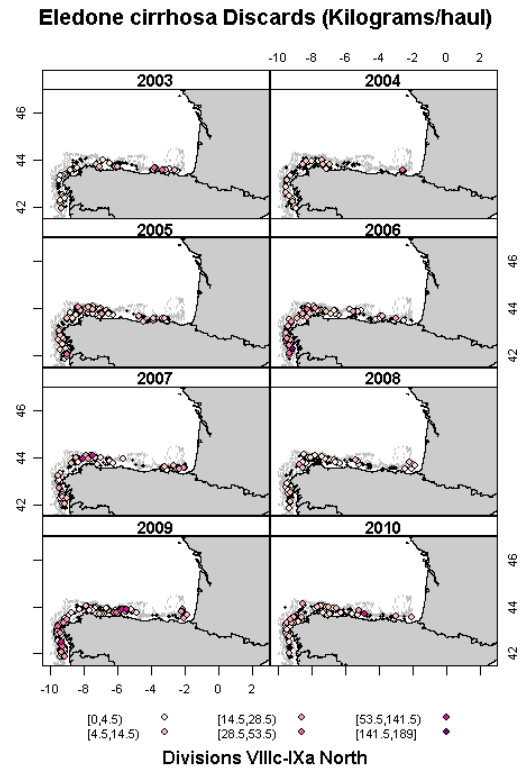 Eledone cirrhosa Discards (Kilograms/haul)
-10 -8 -6 -4 -2 0 2
2003 2004
46
44
42
2005 2006
46
44
42
2007 2008
46
44
42
2009 2010
46
44
42
-10 -8 -6 -4 -2 0 2
[0,4.5) [14.5,28.5) [53.5,141.5)
[4.5,14.5) [28.5,53.5) [141.5,189]
Divisions VIIIc-IXa North